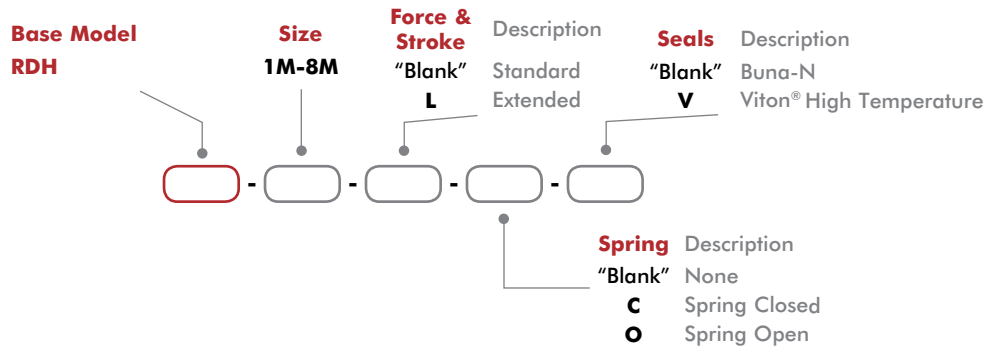 Base Model
RDH
Size
1M-8M
Force &
Stroke
Description
"Blank" Standard
L Extended
Seals Description
"Blank" Buna-N
V Viton® High Temperature
- - - -
Spring Description
"Blank" None
C Spring Closed
O Spring Open